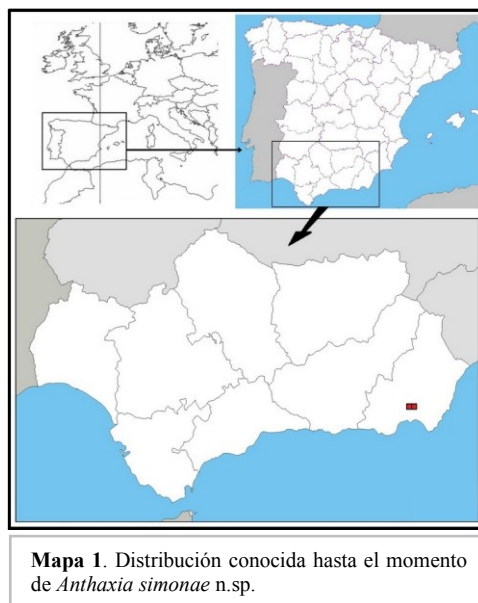 Mapa 1. Distribución conocida hasta el momento
de Anthaxia simonae n.sp.